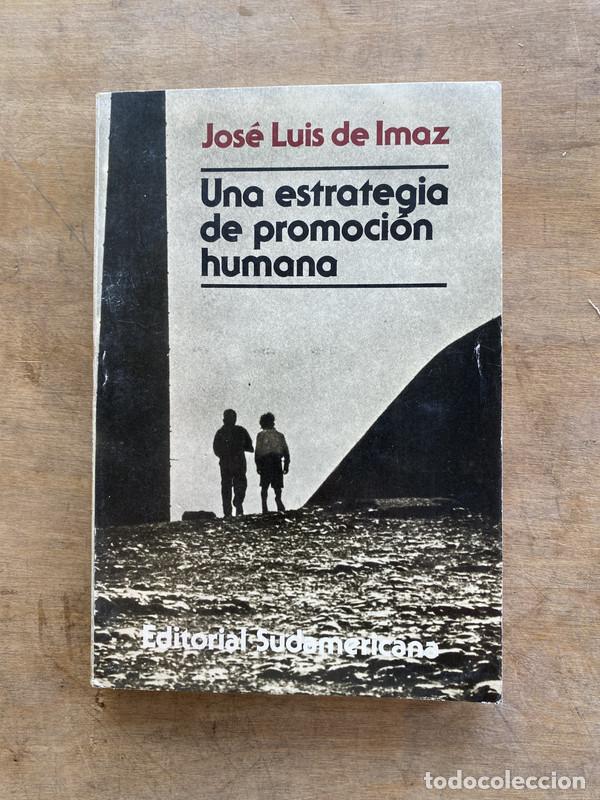 José Luis de Imaz
Una estrategia
de promoción
humana
Editorial Sudamericana
todocoleccion